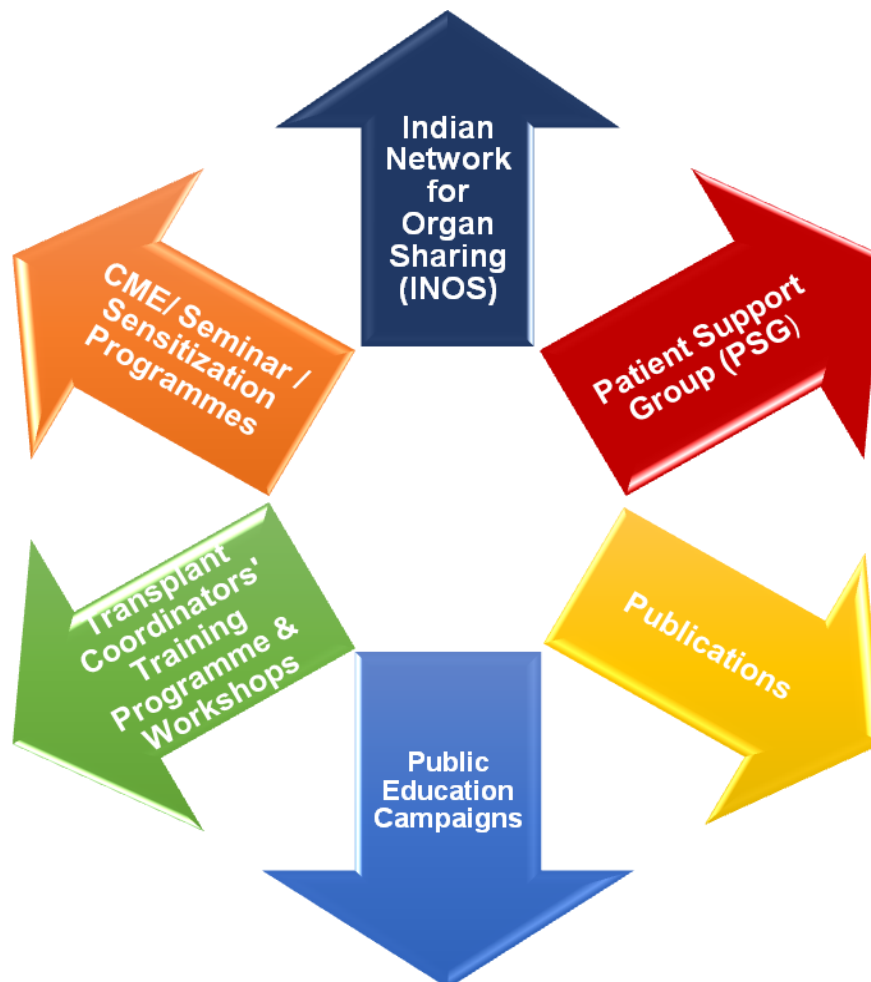 Indian
Network
for
Organ
Sharing
(INOS)
Patient Support
Group (PSG)
Publications
Public
Education
Campaigns
Transplant
Coordinators'
Training
Programme &
Workshops
CME/ Seminar /
Sensitization
Programmes